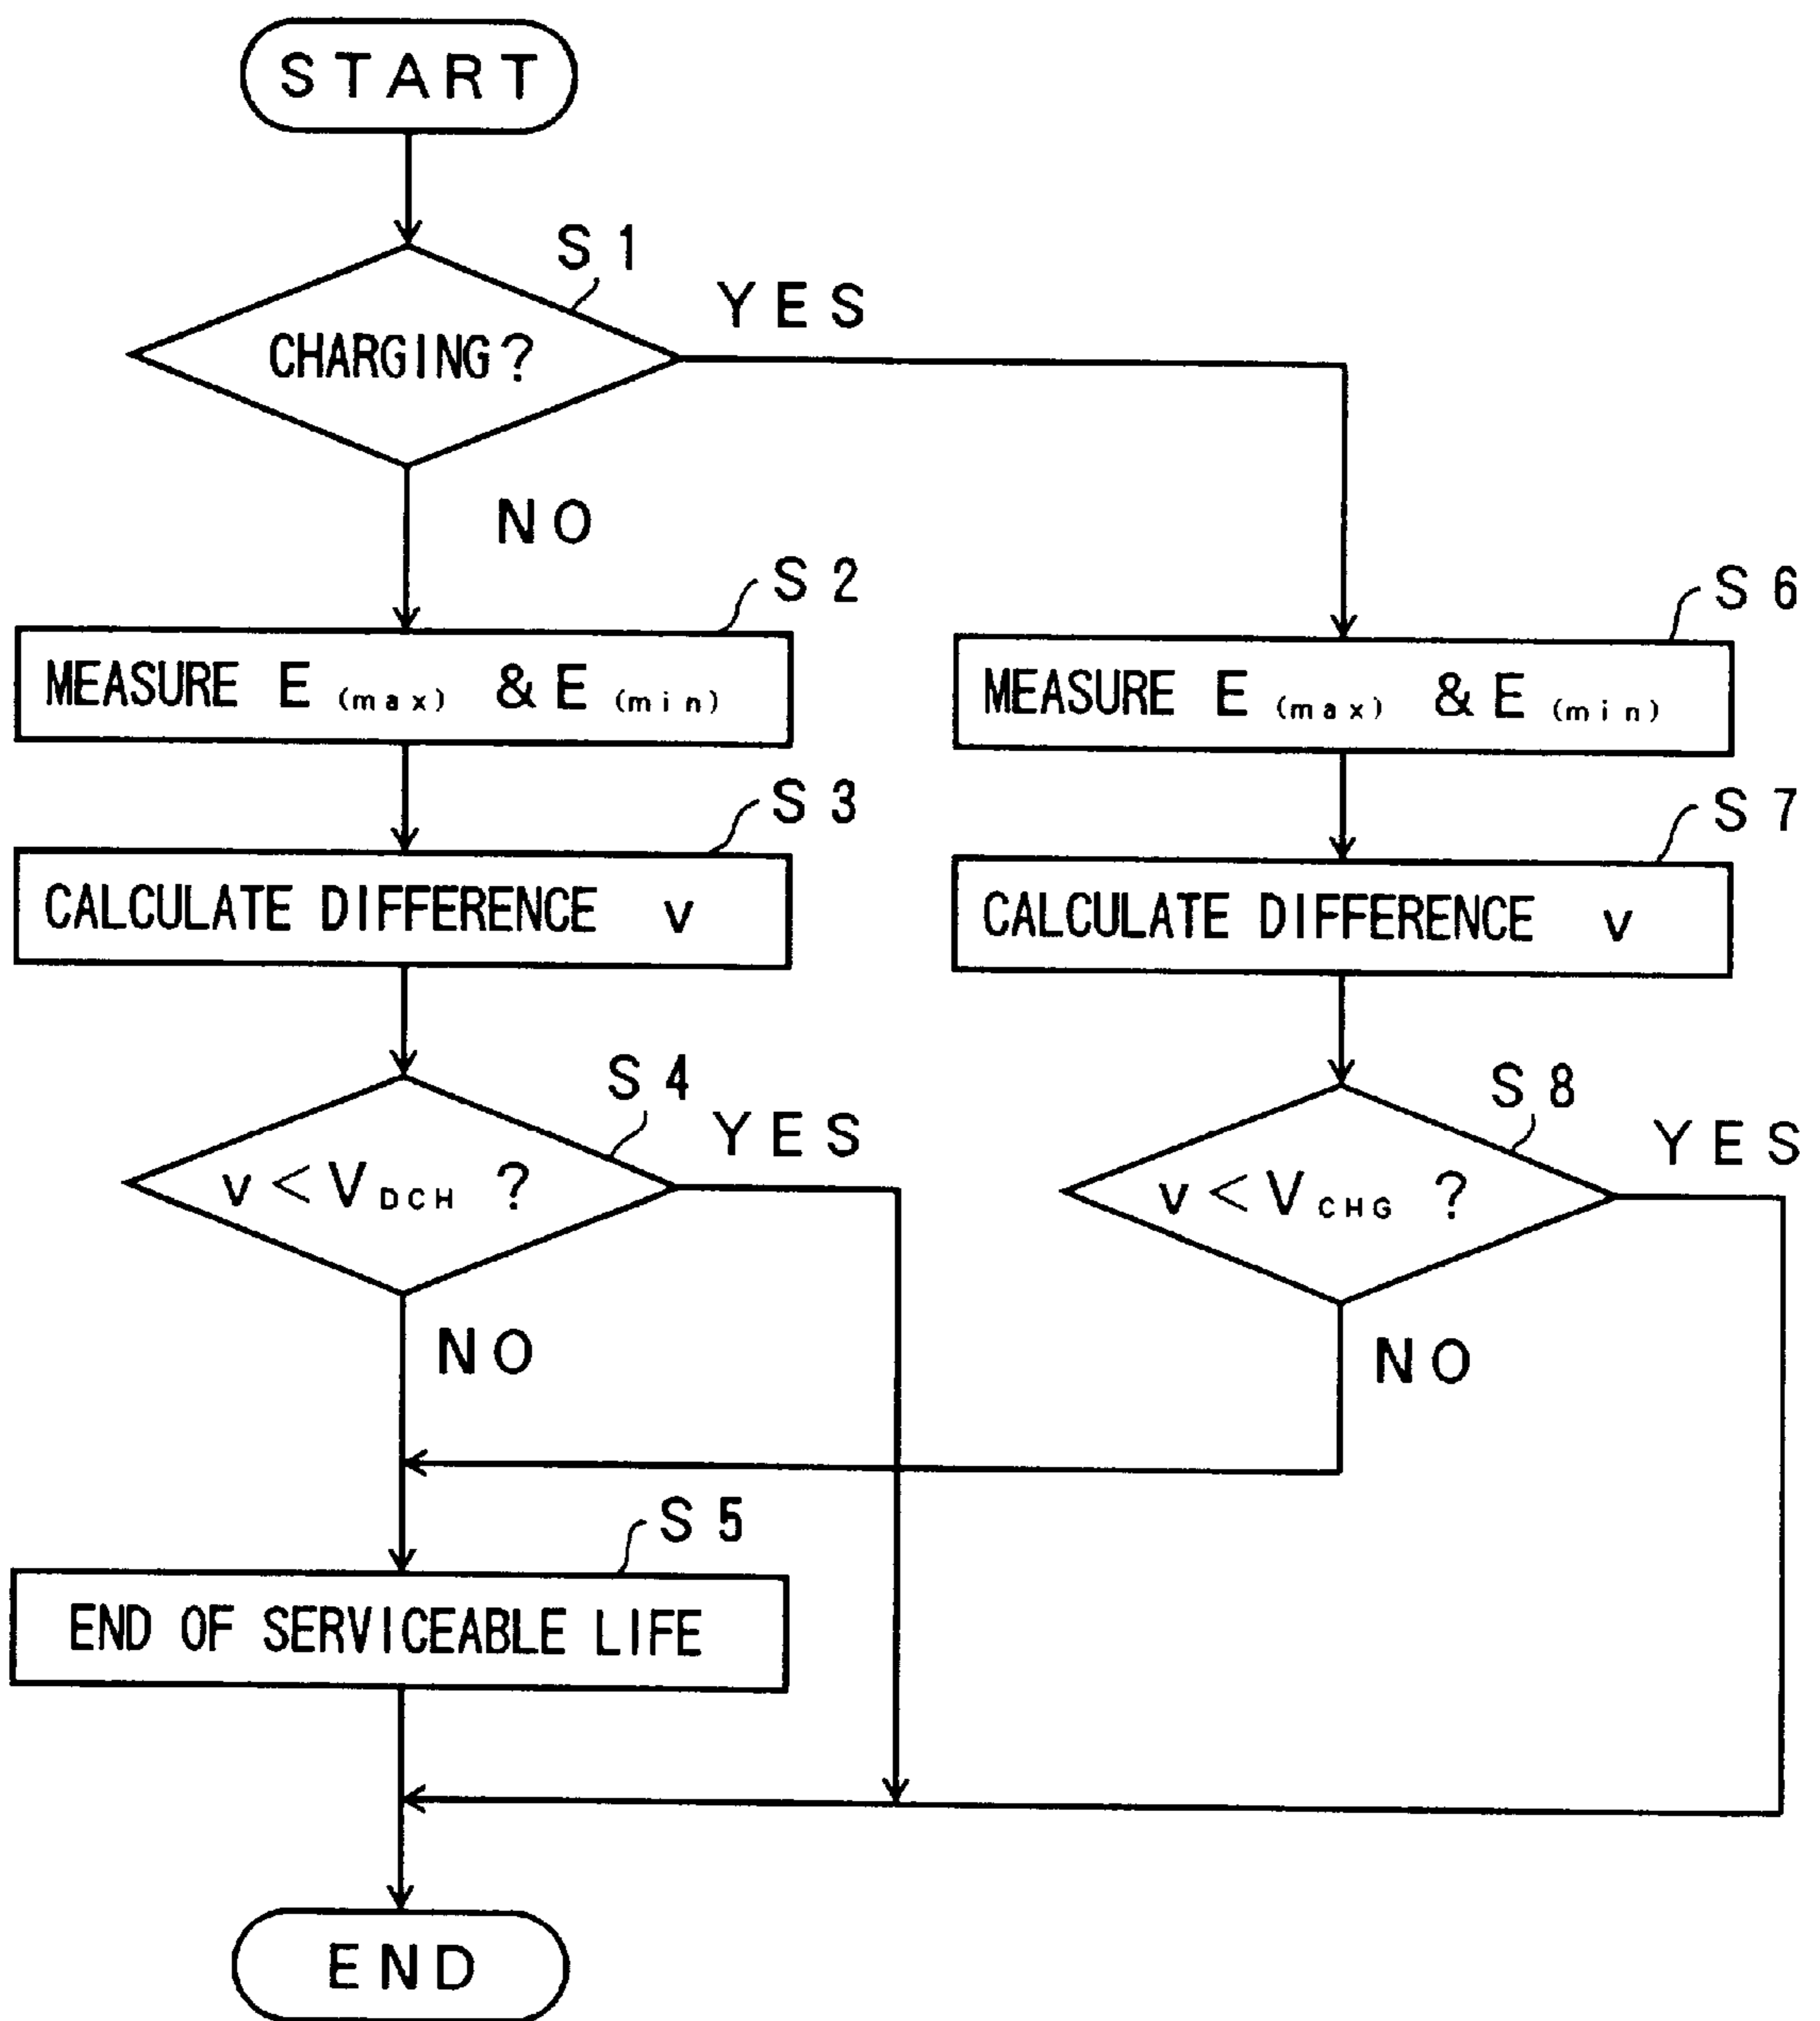 START
S1
YES
CHARGING?
NO
S2
MEASURE E(max) & E(min)
S3
CALCULATE DIFFERENCE v
S4
YES
v < VDCH ?
NO
S5
END OF SERVICEABLE LIFE
S6
MEASURE E(max) & E(min)
S7
CALCULATE DIFFERENCE v
S8
YES
v < VCHG ?
NO
END